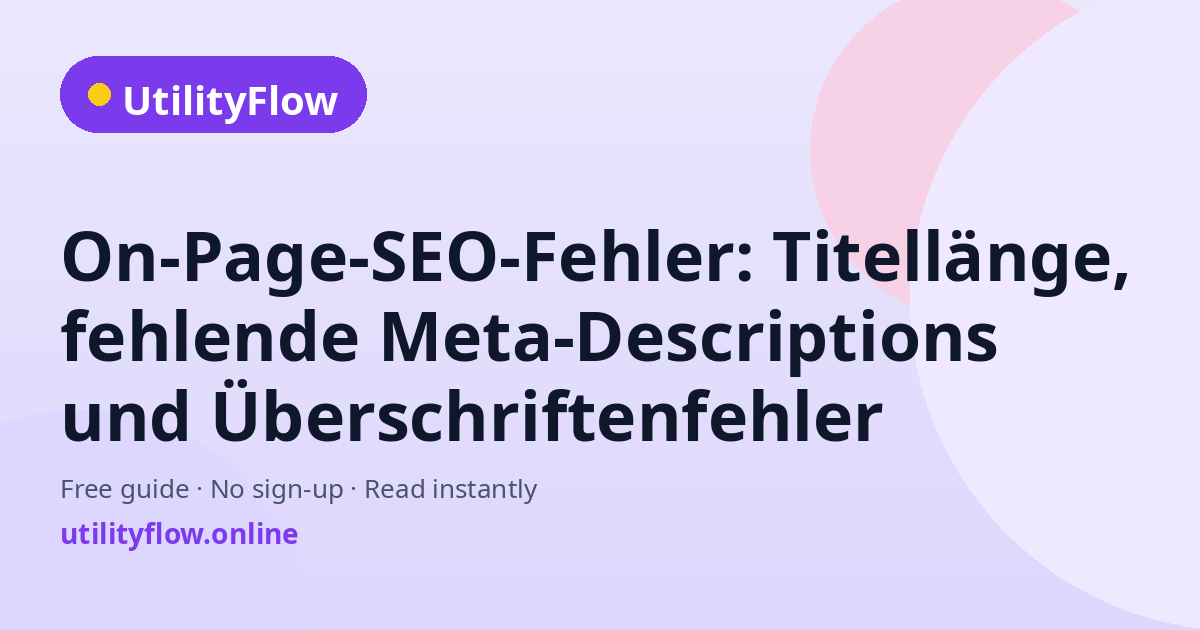 UtilityFlow
On-Page-SEO-Fehler: Titellänge,
fehlende Meta-Descriptions
und Überschriftenfehler
Free guide · No sign-up · Read instantly
utilityflow.online